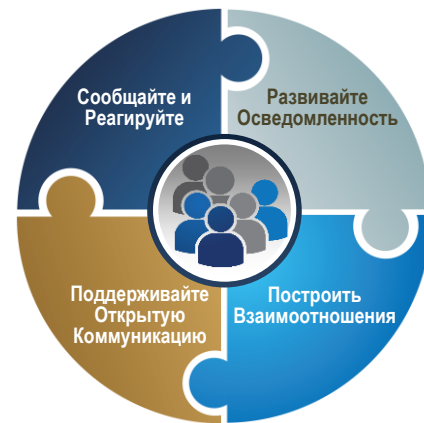 Сообщайте и
Реагируйте
Развивайте
Осведомленность
Поддерживайте
Открытую
Коммуникацию
Построить
Взаимоотношения